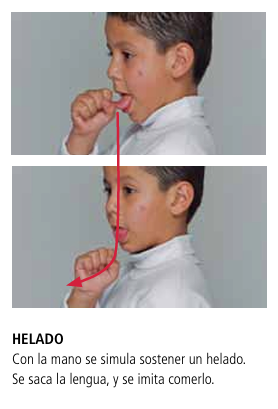 HELADO
Con la mano se simula sostener un helado.
Se saca la lengua, y se imita comerlo.